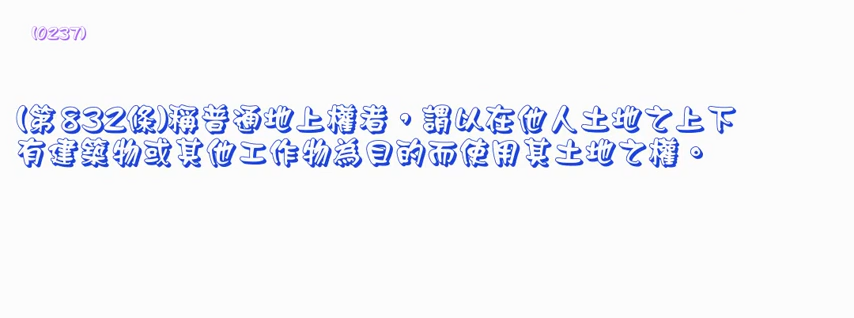 (0237)
(第832條)稱普通地上權者，謂以在他人土地之上下
有建築物或其他工作物為目的而使用其土地之權。